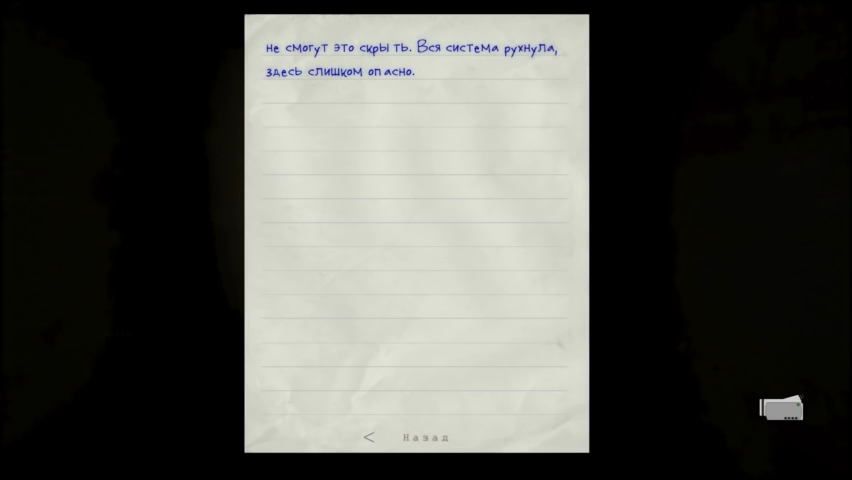 не смогут это скрыть. Вся система рухнула,
здесь слишком опасно.
< Назад